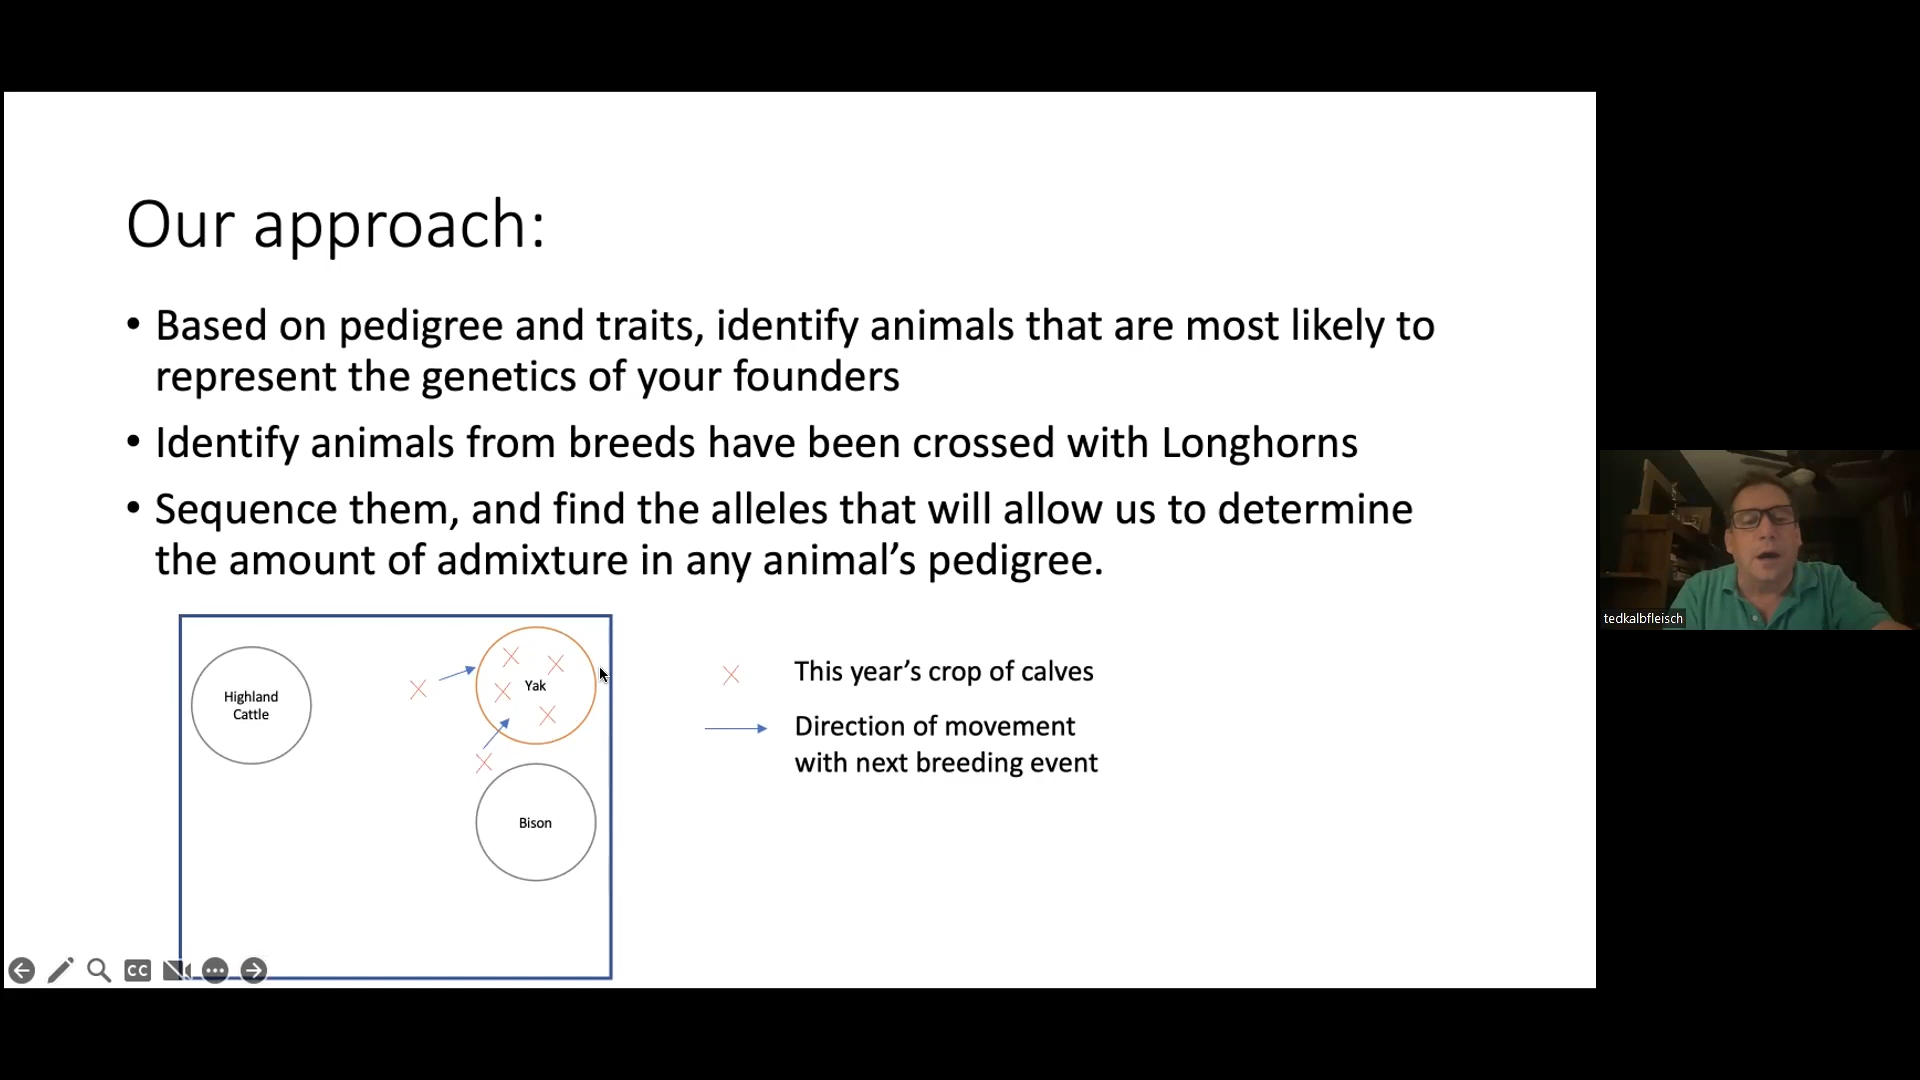 Our approach:
• Based on pedigree and traits, identify animals that are most likely to
represent the genetics of your founders
• Identify animals from breeds have been crossed with Longhorns
• Sequence them, and find the alleles that will allow us to determine
the amount of admixture in any animal’s pedigree.
Highland
Cattle
Yak
Bison
This year’s crop of calves
Direction of movement
with next breeding event
CC
tedkalbfleisch